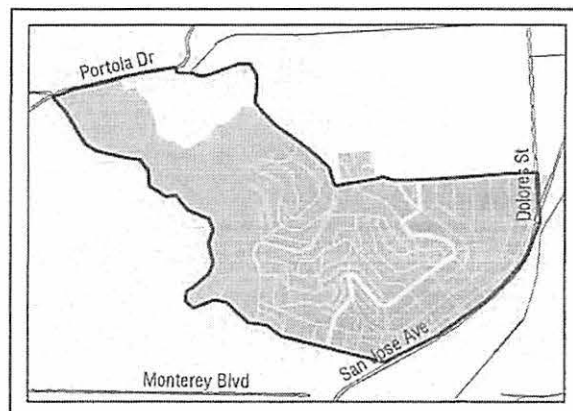 Portola Dr
Dolores St
San Jose Ave
Monterey Blvd